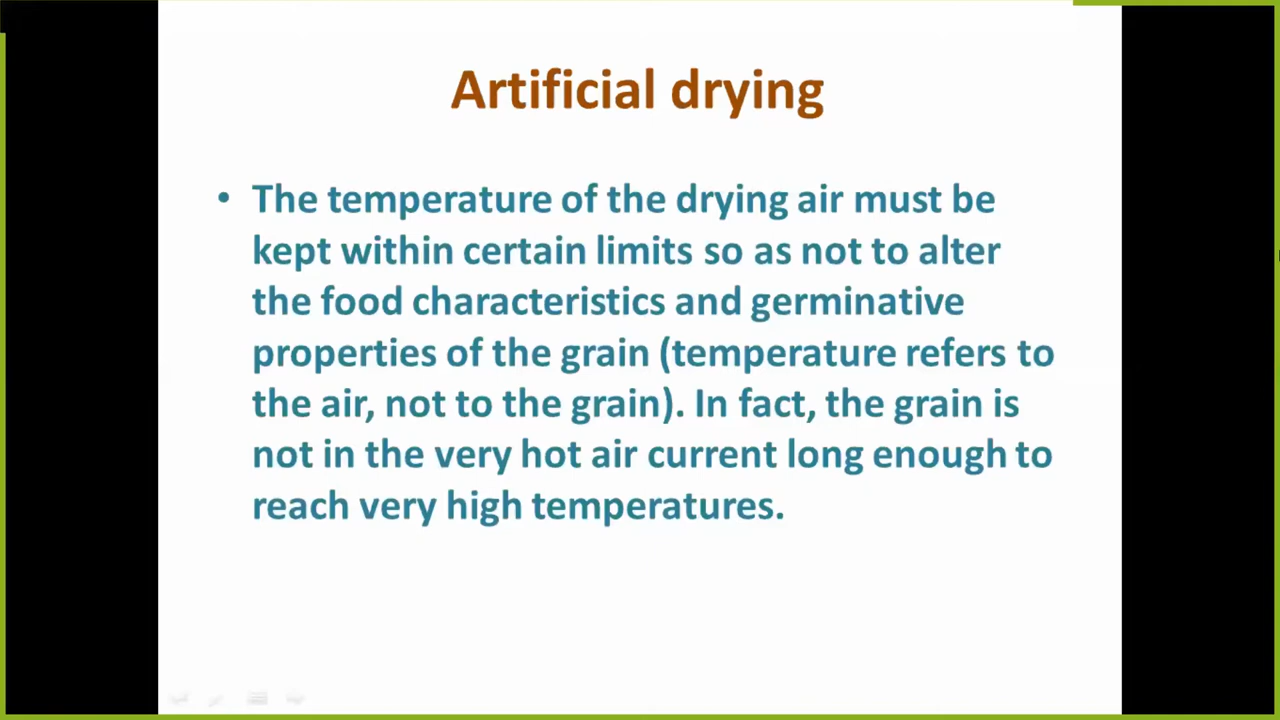 Artificial drying
• The temperature of the drying air must be
kept within certain limits so as not to alter
the food characteristics and germinative
properties of the grain (temperature refers to
the air, not to the grain). In fact, the grain is
not in the very hot air current long enough to
reach very high temperatures.